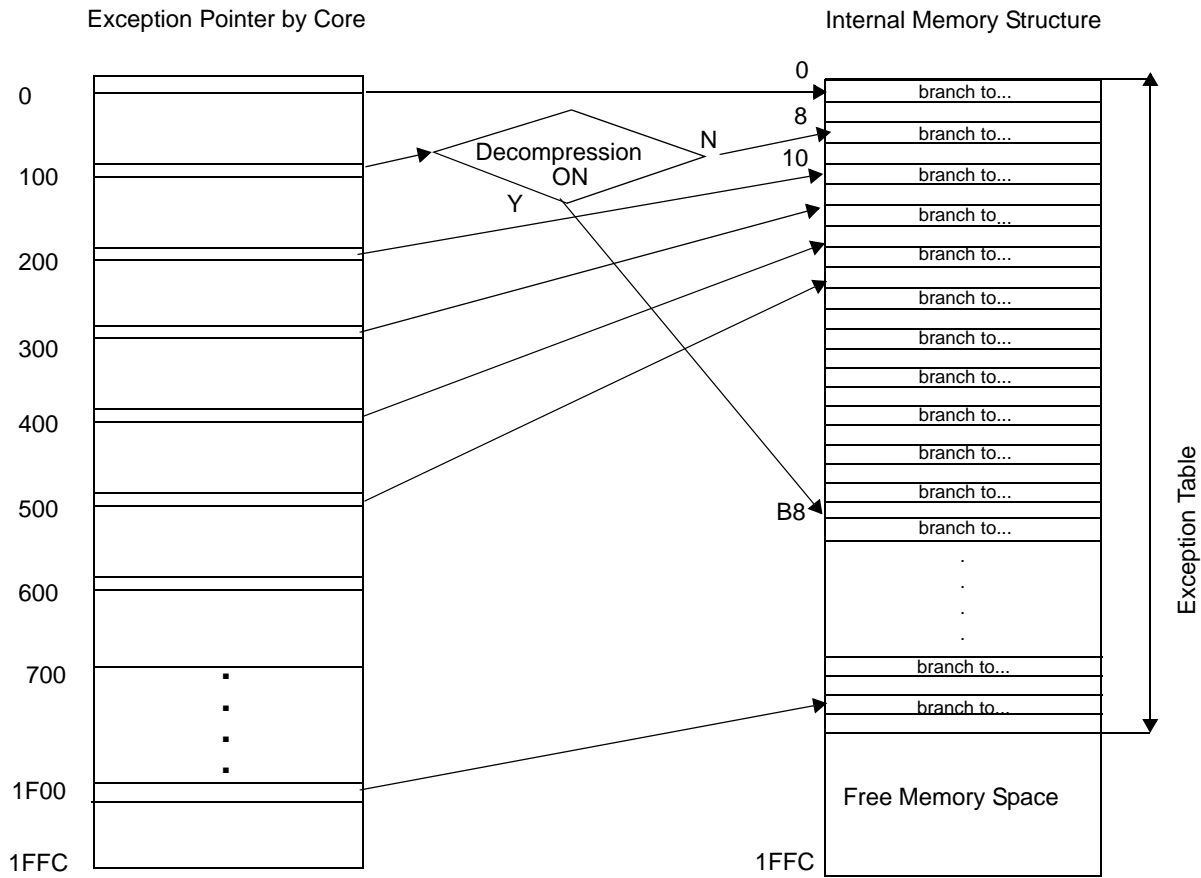 Exception Pointer by Core
0
100
200
300
400
500
600
700
1F00
1FFC
Decompression
ON
N
Y
Internal Memory Structure
0
8
10
B8
1FFC
branch to...
branch to...
branch to...
branch to...
branch to...
branch to...
branch to...
branch to...
branch to...
branch to...
branch to...
branch to...
branch to...
branch to...
Free Memory Space
Exception Table